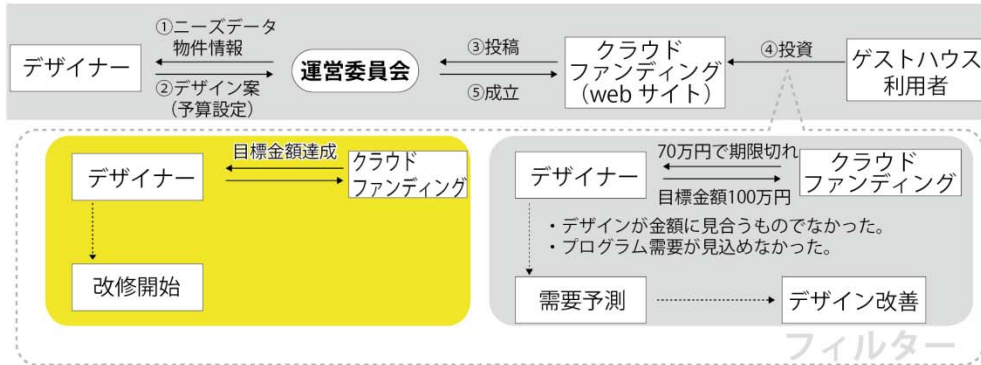 ①ニーズデータ
物件情報
デザイナー
②デザイン案
(予算設定)
運営委員会
③投稿
⑤成立
クラウド
ファンディング
(web サイト)
④投資
ゲストハウス
利用者
目標金額達成
デザイナー
クラウド
ファンディング
改修開始
70万円で期限切れ
デザイナー
クラウド
ファンディング
目標金額100万円
・デザインが金額に見合うものでなかった。
・プログラム需要が見込めなかった。
需要予測
デザイン改善
フィルター